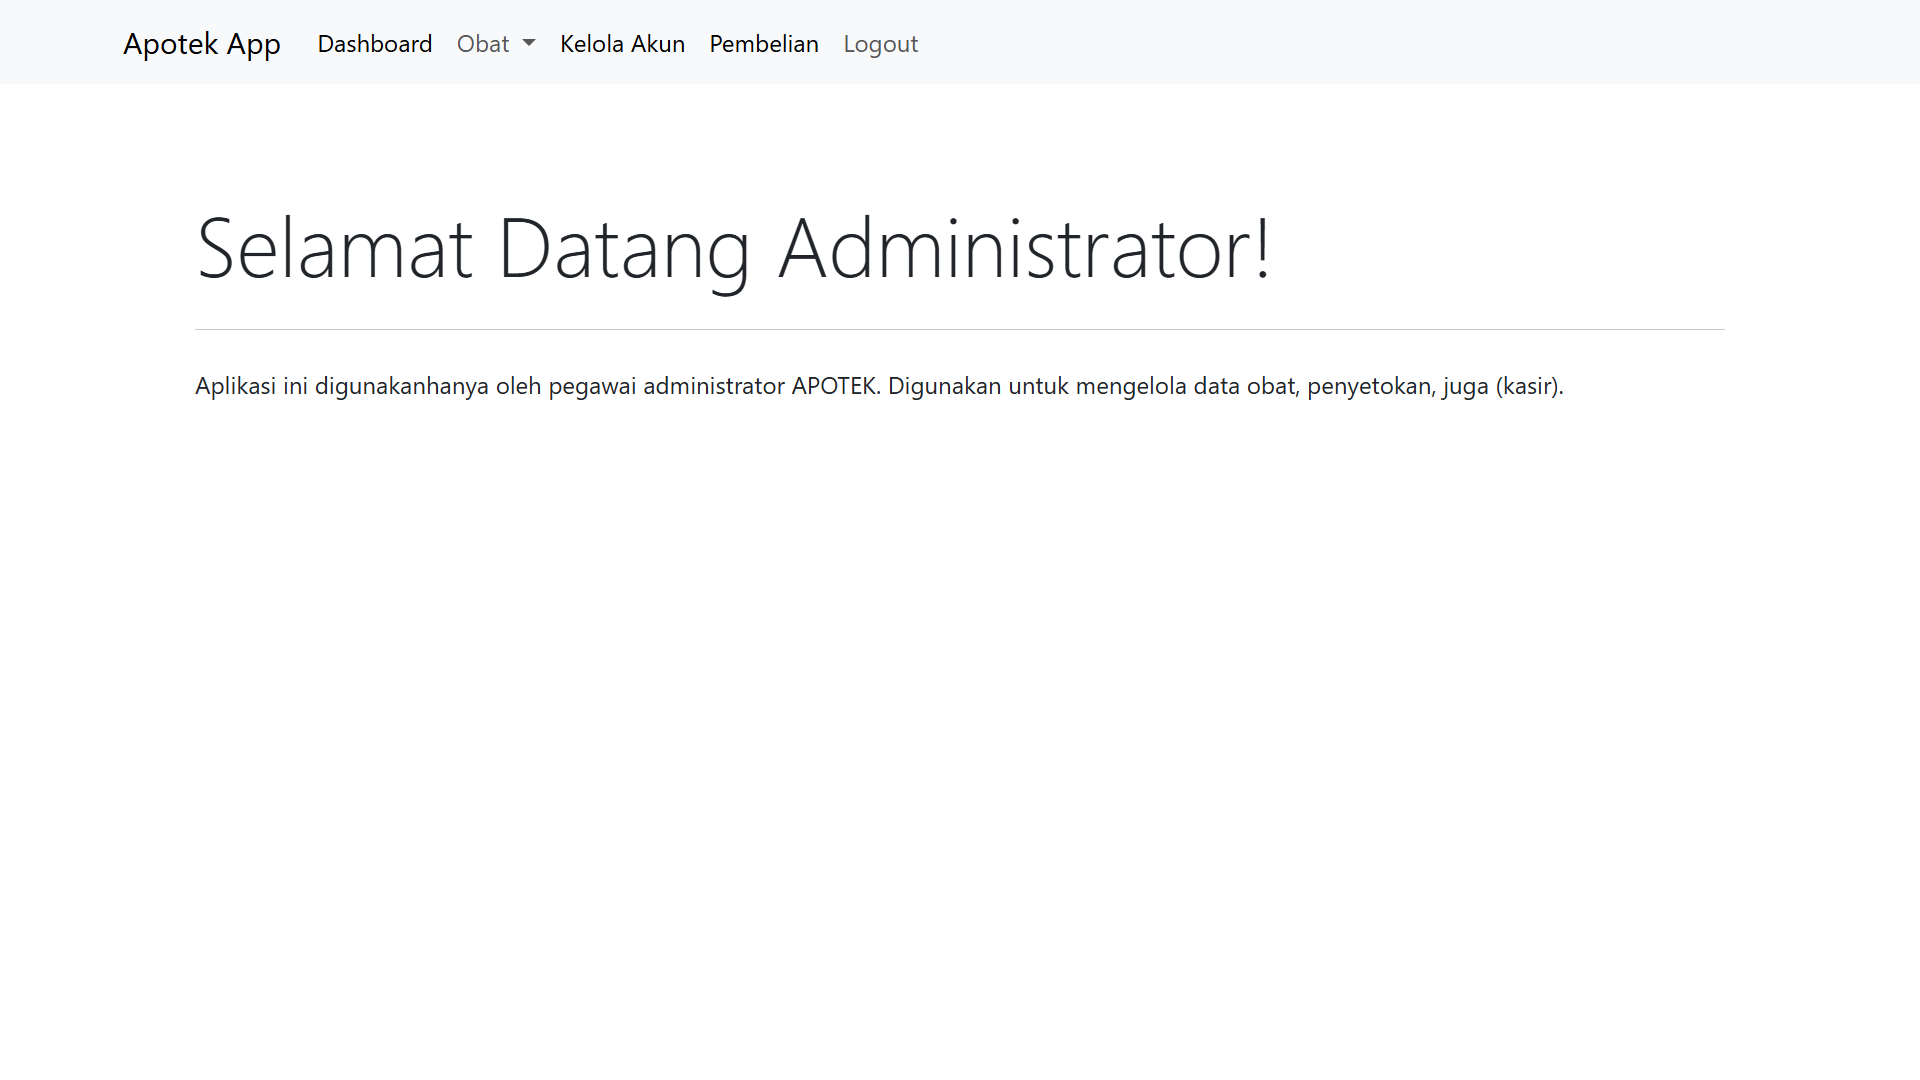 Apotek App Dashboard Obat Kelola Akun Pembelian Logout
Selamat Datang Administrator!
Aplikasi ini digunakanhanya oleh pegawai administrator APOTEK. Digunakan untuk mengelola data obat, penyetokan, juga (kasir).